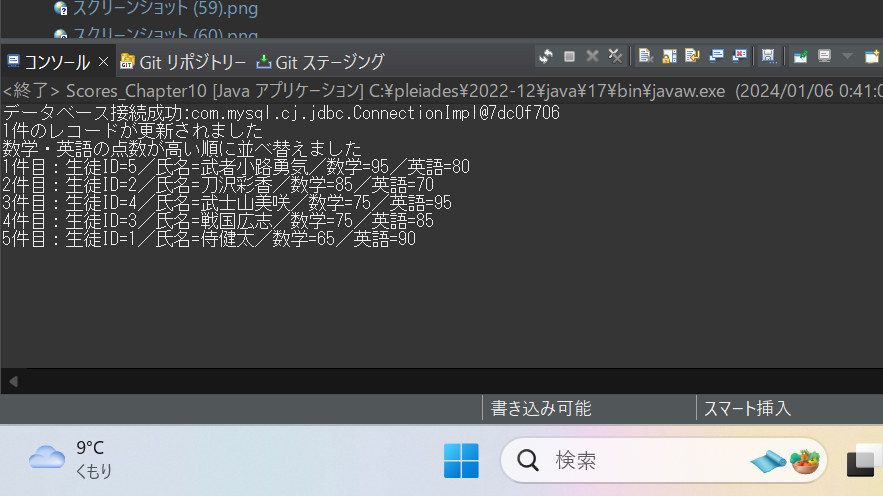 スクリーンショット (59).png
スクリーンショット (60).png
コンソール × Git リポジトリー Git ステージング
<終了> Scores_Chapter10 [Java アプリケーション] C:¥pleiades¥2022-12¥java¥17¥bin¥javaw.exe (2024/01/06 0:41:0
データベース接続成功:com.mysql.cj.jdbc.ConnectionImpl@7dc0f706
1件のレコードが更新されました
数学・英語の点数が高い順に並べ替えました
1件目：生徒ID=5／氏名=武者小路勇気／数学=95／英語=80
2件目：生徒ID=2／氏名=刀沢彩香／数学=85／英語=70
3件目：生徒ID=4／氏名=武士山美咲／数学=75／英語=95
4件目：生徒ID=3／氏名=戦国広志／数学=75／英語=85
5件目：生徒ID=1／氏名=侍健太／数学=65／英語=90
書き込み可能 スマート挿入
9°C
くもり
検索